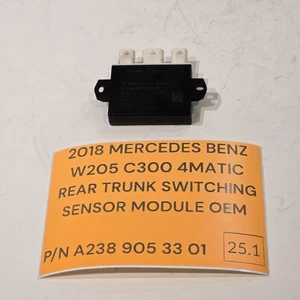 2018 MERCEDES BENZ
W205 C300 4MATIC
REAR TRUNK SWITCHING
SENSOR MODULE OEM
P/N A238 905 33 01 25.1